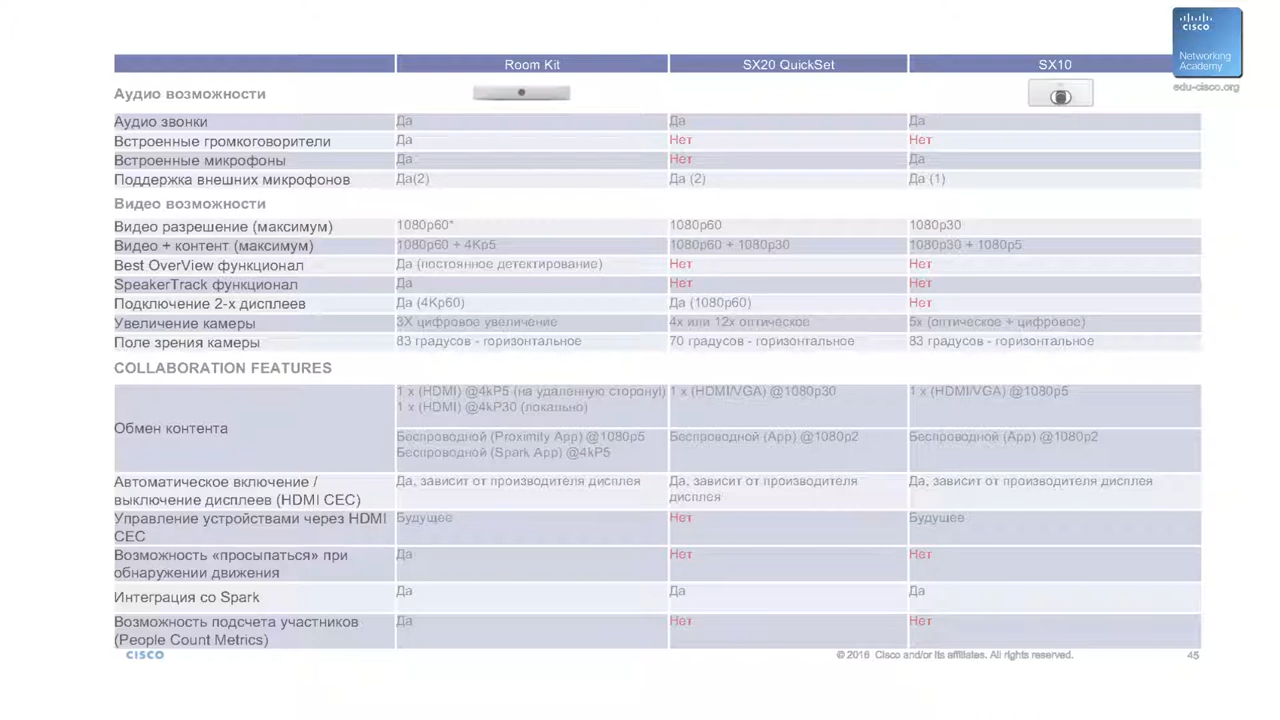 CISCO
Networking
Academy
edu-cisco.org
Room Kit SX20 QuickSet SX10
Аудио возможности
Аудио звонки Да Да Да
Встроенные громкоговорители Да Нет Нет
Встроенные микрофоны Да Нет Да
Поддержка внешних микрофонов Да(2) Да (2) Да (1)
Видео возможности
Видео разрешение (максимум) 1080p60* 1080p60 1080p30
Видео + контент (максимум) 1080p60 + 4Kp5 1080p60 + 1080p30 1080p30 + 1080p5
Best OverView функционал Да (постоянное детектирование) Нет Нет
SpeakerTrack функционал Да Нет Нет
Подключение 2-х дисплеев Да (4Kp60) Да (1080p60) Нет
Увеличение камеры 3X цифровое увеличение 4x или 12x оптическое 5x (оптическое + цифровое)
Поле зрения камеры 83 градусов - горизонтальное 70 градусов - горизонтальное 83 градусов - горизонтальное
COLLABORATION FEATURES
Обмен контента
1 x (HDMI) @4kP5 (на удаленную сторону!) 1 x (HDMI/VGA) @1080p30 1 x (HDMI/VGA) @1080p5
1 x (HDMI) @4kP30 (локально)
Беспроводной (Proximity App) @1080p5 Беспроводной (App) @1080p2 Беспроводной (App) @1080p2
Беспроводной (Spark App) @4kP5
Автоматическое включение / Да, зависит от производителя дисплея Да, зависит от производителя Да, зависит от производителя дисплея
выключение дисплеев (HDMI CEC) дисплея
Управление устройствами через HDMI Будущее Нет Будущее
CEC
Возможность «просыпаться» при Да Нет Нет
обнаружении движения
Интеграция со Spark Да Да Да
Возможность подсчета участников Да Нет Нет
(People Count Metrics)
CISCO © 2016 Cisco and/or its affiliates. All rights reserved. 45